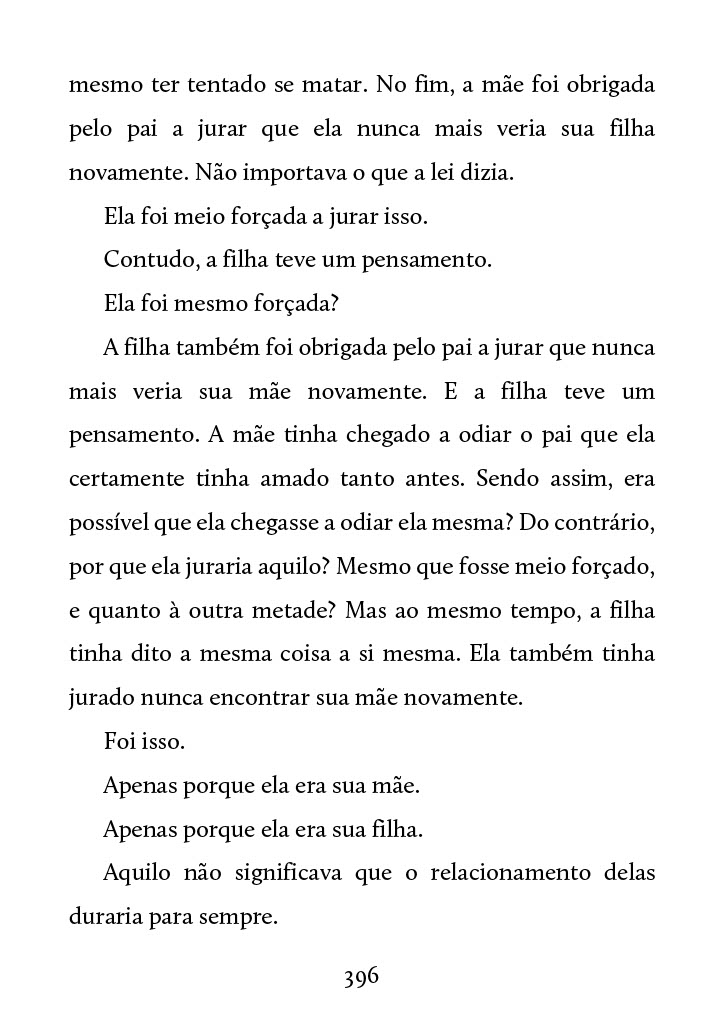 mesmo ter tentado se matar. No fim, a mãe foi obrigada
pelo pai a jurar que ela nunca mais veria sua filha
novamente. Não importava o que a lei dizia.
Ela foi meio forçada a jurar isso.
Contudo, a filha teve um pensamento.
Ela foi mesmo forçada?
A filha também foi obrigada pelo pai a jurar que nunca
mais veria sua mãe novamente. E a filha teve um
pensamento. A mãe tinha chegado a odiar o pai que ela
certamente tinha amado tanto antes. Sendo assim, era
possível que ela chegasse a odiar ela mesma? Do contrário,
por que ela juraria aquilo? Mesmo que fosse meio forçado,
e quanto à outra metade? Mas ao mesmo tempo, a filha
tinha dito a mesma coisa a si mesma. Ela também tinha
jurado nunca encontrar sua mãe novamente.
Foi isso.
Apenas porque ela era sua mãe.
Apenas porque ela era sua filha.
Aquilo não significava que o relacionamento delas
duraria para sempre.
396